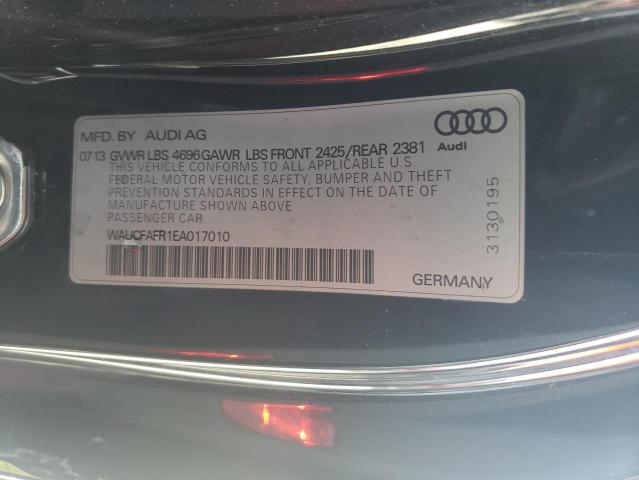 MFD. BY AUDI AG
Audi
07 13 GVWR LBS 4696 GAWR LBS FRONT 2425/REAR 2381
THIS VEHICLE CONFORMS TO ALL APPLICABLE U.S.
FEDERAL MOTOR VEHICLE SAFETY, BUMPER AND THEFT
PREVENTION STANDARDS IN EFFECT ON THE DATE OF
MANUFACTURE SHOWN ABOVE
PASSENGER CAR
WAUCFAFR1EA017010
GERMANY
3130195